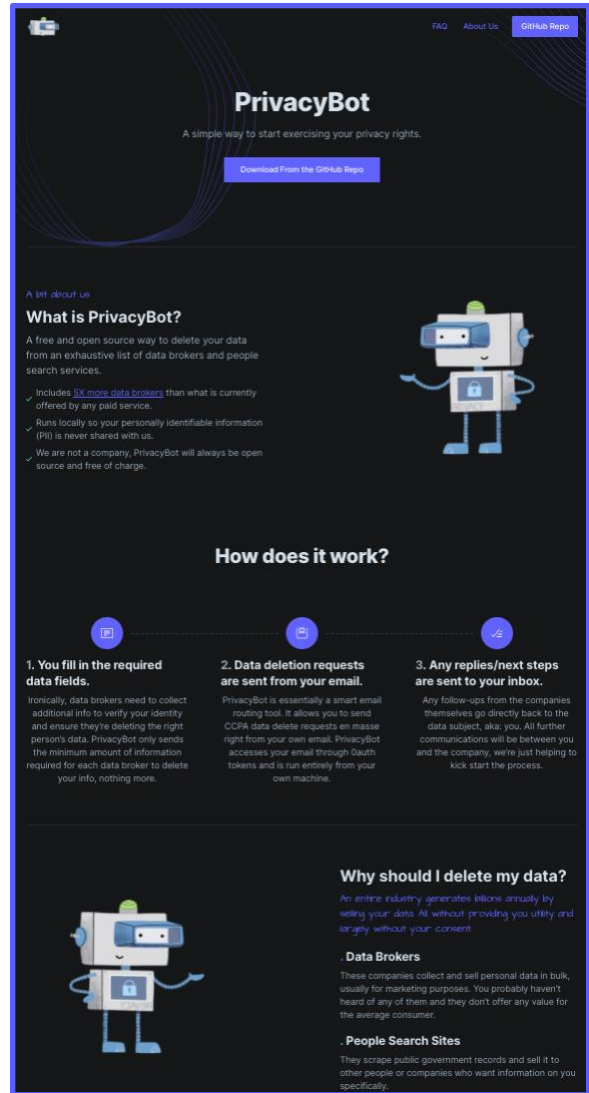 FAQ About Us GitHub Repo
PrivacyBot
A simple way to start exercising your privacy rights.
Download From the GitHub Repo
A bit about us
What is PrivacyBot?
A free and open source way to delete your data
from an exhaustive list of data brokers and people
search services.
Includes 5X more data brokers than what is currently
offered by any paid service.
Runs locally so your personally identifiable information
(PII) is never shared with us.
We are not a company, PrivacyBot will always be open
source and free of charge.
PRIVACY
How does it work?
1. You fill in the required
data fields.
Ironically, data brokers need to collect
additional info to verify your identity
and ensure they're deleting the right
person's data. PrivacyBot only sends
the minimum amount of information
required for each data broker to delete
your info, nothing more.
2. Data deletion requests
are sent from your email.
PrivacyBot is essentially a smart email
routing tool. It allows you to send
CCPA data delete requests en masse
right from your own email. PrivacyBot
accesses your email through 0auth
tokens and is run entirely from your
own machine.
3. Any replies/next steps
are sent to your inbox.
Any follow-ups from the companies
themselves go directly back to the
data subject, aka: you. All further
communications will be between you
and the company, we're just helping to
kick start the process.
Why should I delete my data?
An entire industry generates billions annually by
selling your data. All without providing you utility and
largely without your consent.
. Data Brokers
These companies collect and sell personal data in bulk,
usually for marketing purposes. You probably haven't
heard of any of them and they don't offer any value for
the average consumer.
. People Search Sites
They scrape public government records and sell it to
other people or companies who want information on you
specifically.